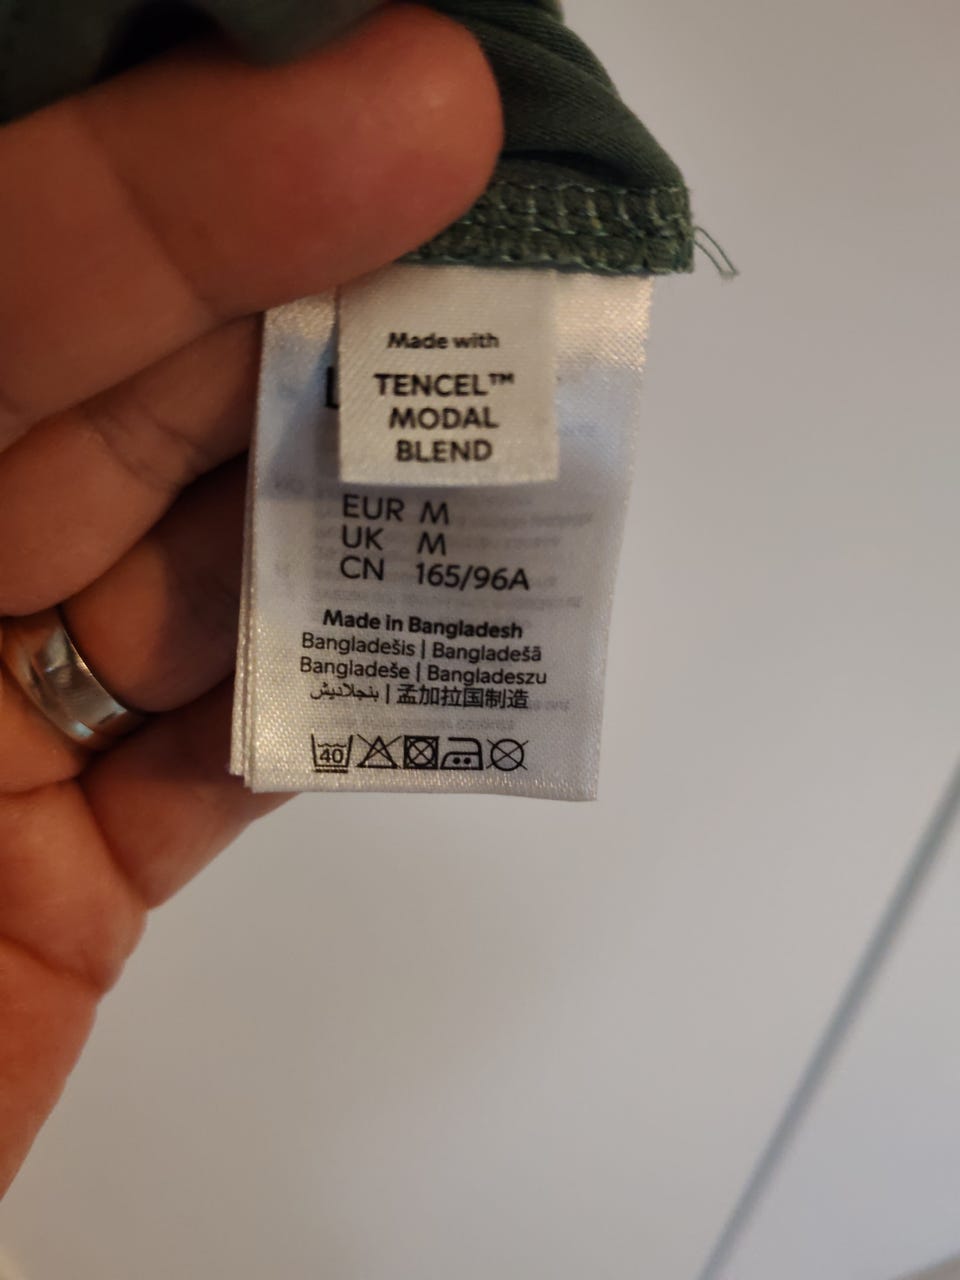 Made with
TENCEL™
MODAL
BLEND
EUR M
UK M
CN 165/96A
Made in Bangladesh
Bangladešis | Bangladešā
Bangladeše | Bangladeszu
بنجلاديش | 孟加拉国制造
40